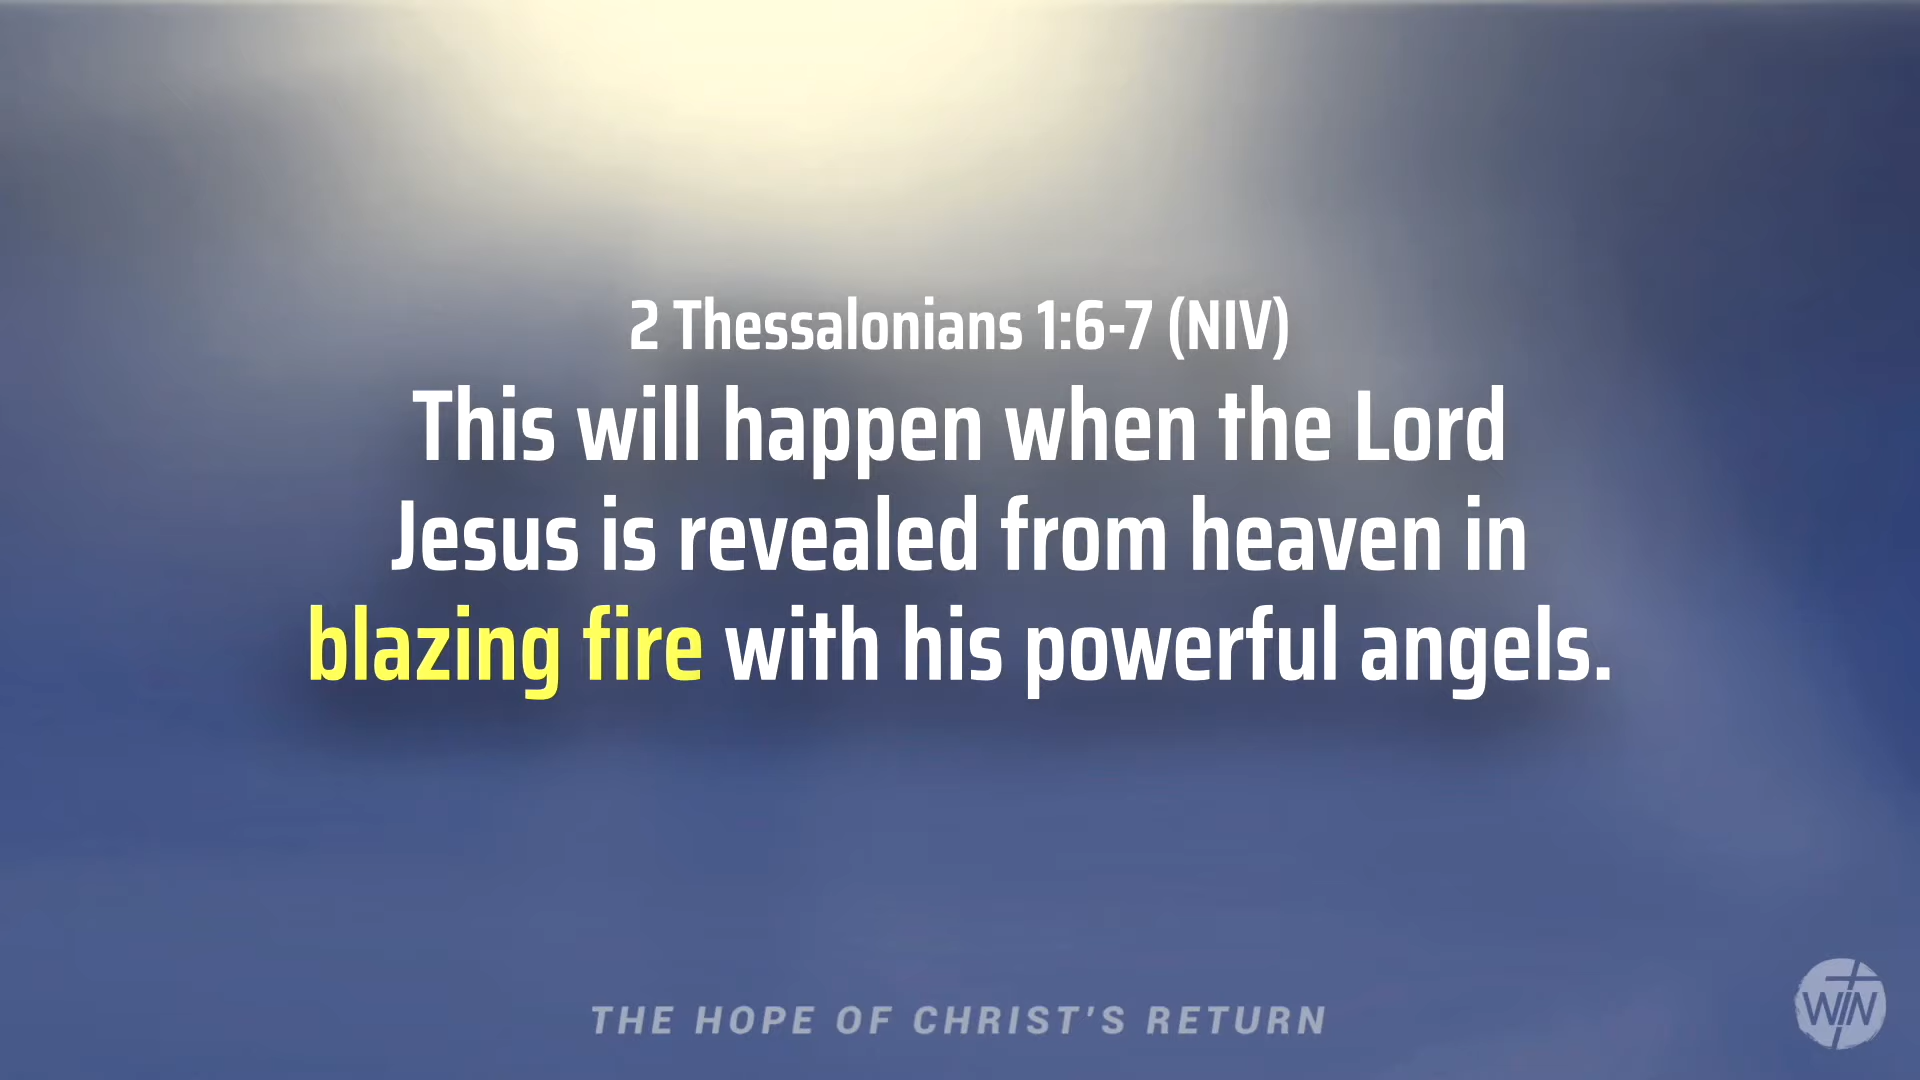 2 Thessalonians 1:6-7 (NIV)
This will happen when the Lord
Jesus is revealed from heaven in
blazing fire with his powerful angels.
THE HOPE OF CHRIST'S RETURN
WIN